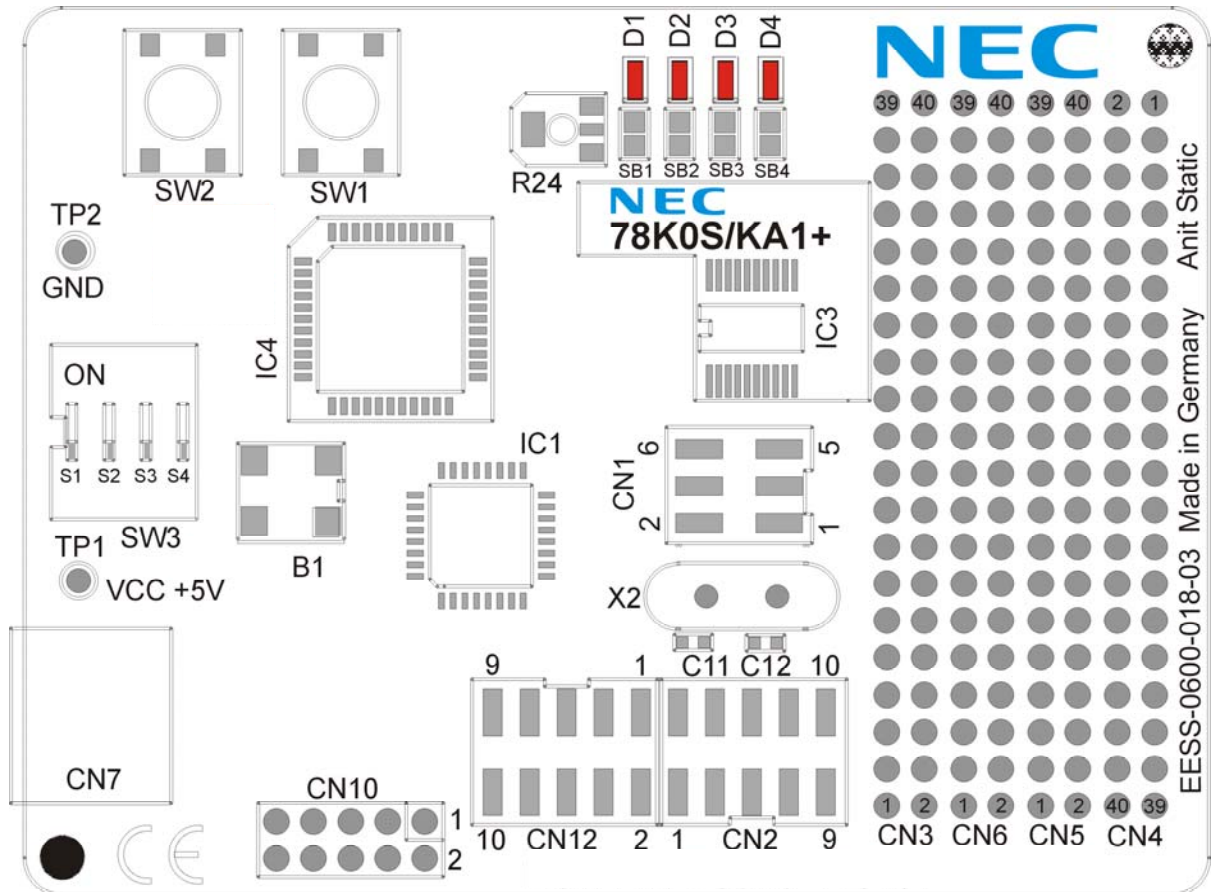 D1 D2 D3 D4
NEC
39 40 39 40 39 40 2 1
SW2
SW1
R24
SB1 SB2 SB3 SB4
NEC
78K0S/KA1+
TP2
GND
IC4
IC3
ON
S1 S2 S3 S4
SW3
TP1
VCC +5V
B1
IC1
CN1
6 5
2 1
X2
C11 C12
9 1 10
CN7
CN10
1
2
10 CN12 2 1 CN2 9
1 2 1 2 1 2 40 39
CN3 CN6 CN5 CN4
CE
EESS-0600-018-03 Made in Germany Anit Static